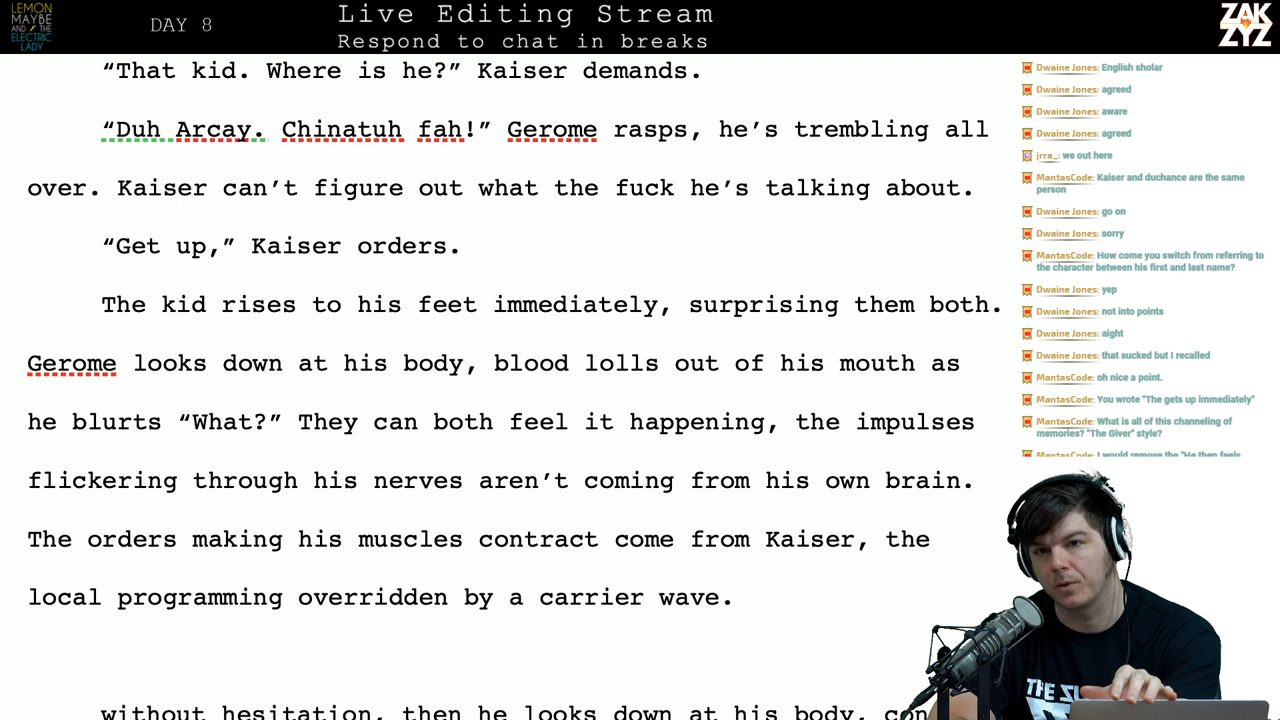 LEMON
MAYBE
AND THE
ELECTRIC
LADY
DAY 8
Live Editing Stream
Respond to chat in breaks
ZAK
ZYZ
“That kid. Where is he?” Kaiser demands.
“Duh Arcay. Chinatuh fah!” Gerome rasps, he’s trembling all
over. Kaiser can’t figure out what the fuck he’s talking about.
“Get up,” Kaiser orders.
The kid rises to his feet immediately, surprising them both.
Gerome looks down at his body, blood lolls out of his mouth as
he blurts “What?” They can both feel it happening, the impulses
flickering through his nerves aren’t coming from his own brain.
The orders making his muscles contract come from Kaiser, the
local programming overridden by a carrier wave.
without hesitation, then he looks down at his body, con
Dwaine Jones: English sholar
Dwaine Jones: agreed
Dwaine Jones: aware
Dwaine Jones: agreed
jrra_: we out here
MantasCode: Kaiser and duchance are the same
person
Dwaine Jones: go on
Dwaine Jones: sorry
MantasCode: How come you switch from referring to
the character between his first and last name?
Dwaine Jones: yep
Dwaine Jones: not into points
Dwaine Jones: aight
Dwaine Jones: that sucked but I recalled
MantasCode: oh nice a point.
MantasCode: You wrote "The gets up immediately"
MantasCode: What is all of this channeling of
memories? "The Giver" style?
MantasCode: I would remove the "He then feels
THE